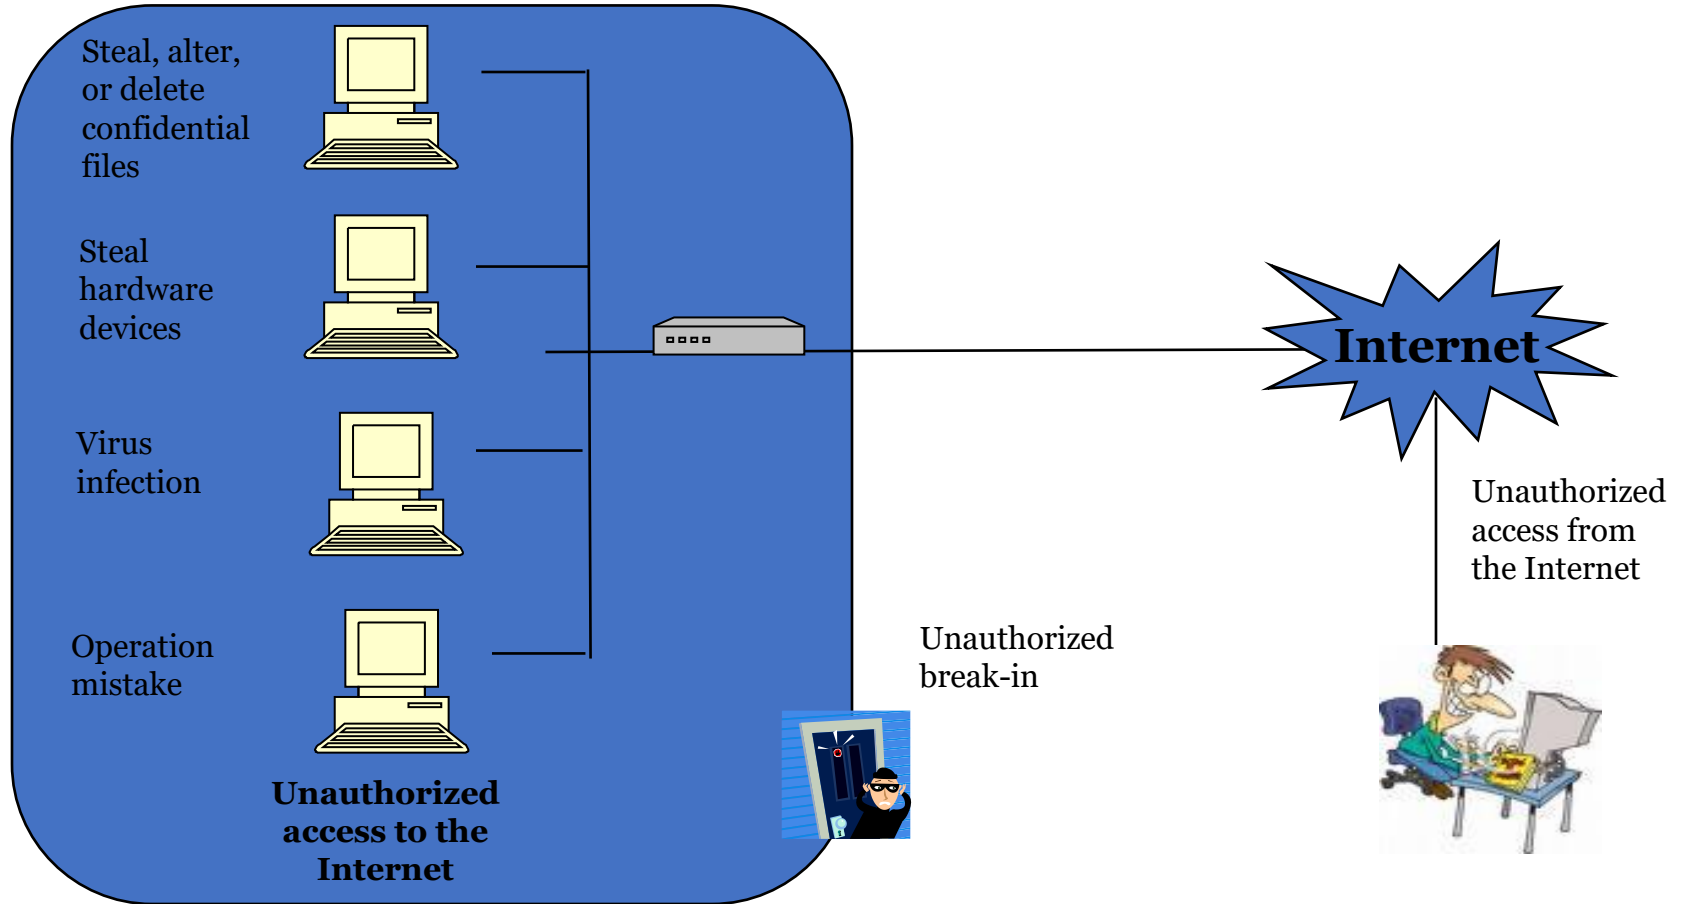 Steal, alter,
or delete
confidential
files
Steal
hardware
devices
Virus
infection
Operation
mistake
Unauthorized
access to the
Internet
Unauthorized
break-in
Internet
Unauthorized
access from
the Internet